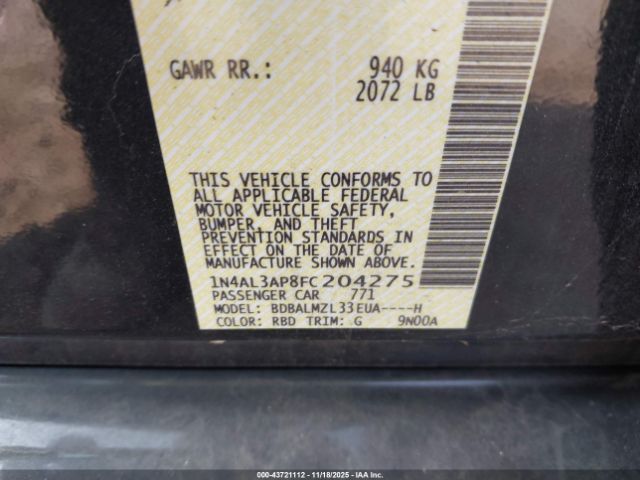 GAWR RR.: 940 KG
2072 LB
THIS VEHICLE CONFORMS TO
ALL APPLICABLE FEDERAL
MOTOR VEHICLE SAFETY,
BUMPER, AND THEFT
PREVENTION STANDARDS IN
EFFECT ON THE DATE OF
MANUFACTURE SHOWN ABOVE.
1N4AL3AP8FC204275
PASSENGER CAR 771
MODEL: BDBALMZL33EUA----H
COLOR: RBD TRIM: G 9N00A
000-43721112 | 11/18/2025 | IAA Inc.